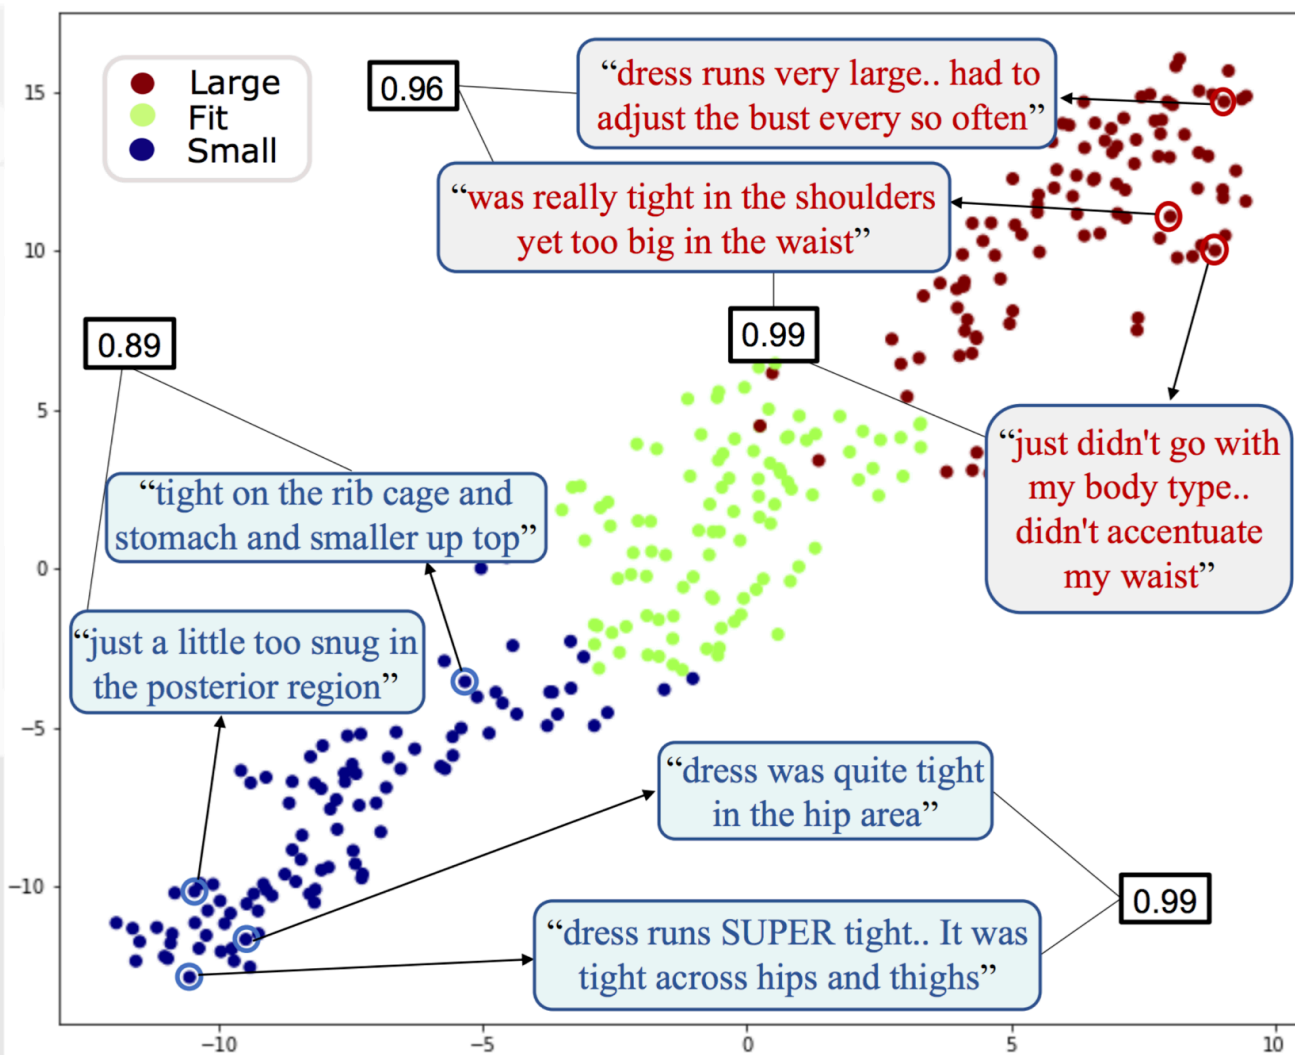 Large
Fit
Small
0.96
“dress runs very large.. had to
adjust the bust every so often”
“was really tight in the shoulders
yet too big in the waist”
0.99
0.89
“just didn't go with
my body type..
didn't accentuate
my waist”
“tight on the rib cage and
stomach and smaller up top”
“just a little too snug in
the posterior region”
“dress was quite tight
in the hip area”
0.99
“dress runs SUPER tight.. It was
tight across hips and thighs”
15
10
5
0
−5
−10
−10
−5
0
5
10